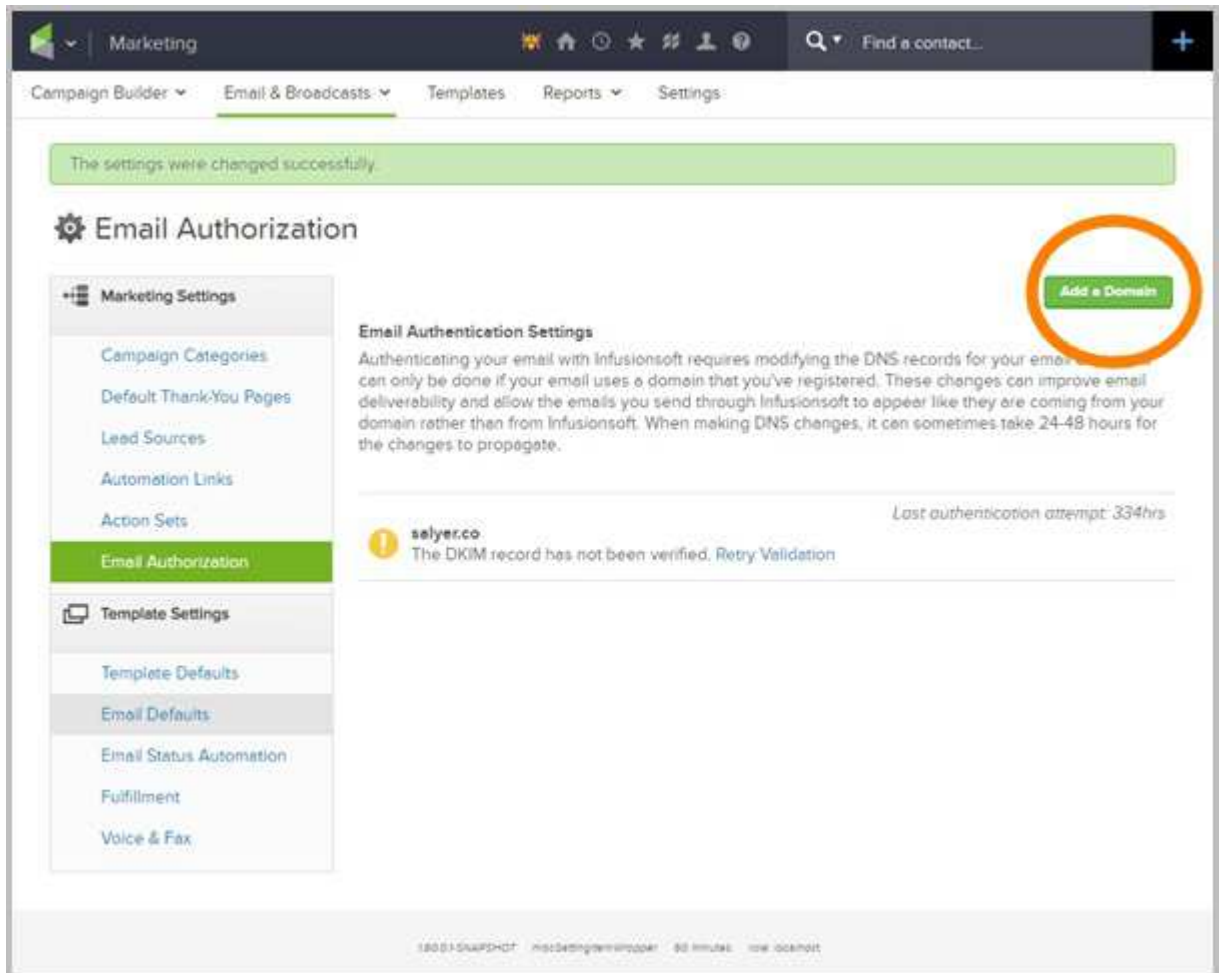 Marketing
Find a contact...
Campaign Builder
Email & Broadcasts
Templates
Reports
Settings
The settings were changed successfully.
Email Authorization
Marketing Settings
Campaign Categories
Default Thank-You Pages
Lead Sources
Automation Links
Action Sets
Email Authorization
Template Settings
Template Defaults
Email Defaults
Email Status Automation
Fulfillment
Voice & Fax
Add a Domain
Email Authentication Settings
Authenticating your email with Infusionsoft requires modifying the DNS records for your email
can only be done if your email uses a domain that you've registered. These changes can improve email
deliverability and allow the emails you send through Infusionsoft to appear like they are coming from your
domain rather than from Infusionsoft. When making DNS changes, it can sometimes take 24-48 hours for
the changes to propagate.
Last authentication attempt: 334hrs
salyer.co
The DKIM record has not been verified. Retry Validation
60 minutes